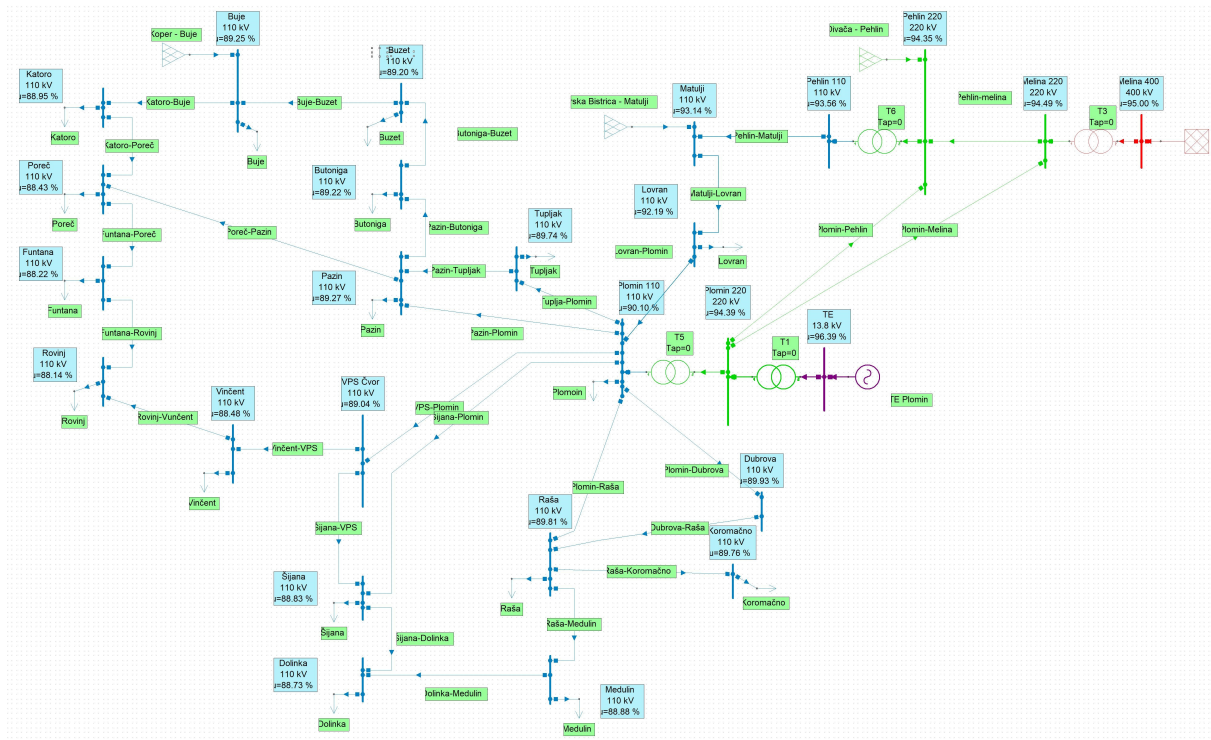 Buje
110 kV
u=89.25 %
Koper - Buje
Buzet
110 kV
u=89.20 %
Divača - Pehlin
Pehlin 220
220 kV
u=94.35 %
Katoro
110 kV
u=88.95 %
Katoro-Buje
Buje-Buzet
Matulji
110 kV
u=93.14 %
rska Bistrica - Matulji
Pehlin 110
110 kV
u=93.56 %
T6
Tap=0
Pehlin-melina
Melina 220
220 kV
u=94.49 %
T3
Tap=0
Melina 400
400 kV
u=95.00 %
Katoro
Katoro-Poreč
Buje
Buzet
Butoniga-Buzet
Pehlin-Matulji
Poreč
110 kV
u=88.43 %
Butoniga
110 kV
u=89.22 %
Lovran
110 kV
u=92.19 %
Matulji-Lovran
Poreč
Funtana-Poreč
Poreč-Pazin
Butoniga
Pazin-Butoniga
Tupljak
110 kV
u=89.74 %
Plomin-Pehlin
Plomin-Melina
Funtana
110 kV
u=88.22 %
Pazin
110 kV
u=89.27 %
Pazin-Tupljak
Tupljak
Lovran-Plomin
Lovran
Funtana
Tuplja-Plomin
Plomin 110
110 kV
u=90.10 %
Plomin 220
220 kV
u=94.39 %
Funtana-Rovinj
Pazin
Pazin-Plomin
T5
Tap=0
T1
Tap=0
TE
13.8 kV
u=96.39 %
Rovinj
110 kV
u=88.14 %
Vinčent
110 kV
u=88.48 %
VPS Čvor
110 kV
u=89.04 %
Plomoin
TE Plomin
Rovinj
Rovinj-Vunčent
VPS-Plomin
Šijana-Plomin
Vinčent-VPS
Plomin-Dubrova
Dubrova
110 kV
u=89.93 %
Vinčent
Plomin-Raša
Raša
110 kV
u=89.81 %
Šijana-VPS
Dubrova-Raša
Koromačno
110 kV
u=89.76 %
Šijana
110 kV
u=88.83 %
Raša-Koromačno
Raša
Koromačno
Šijana
Šijana-Dolinka
Raša-Medulin
Dolinka
110 kV
u=88.73 %
Dolinka-Medulin
Medulin
110 kV
u=88.88 %
Dolinka
Medulin